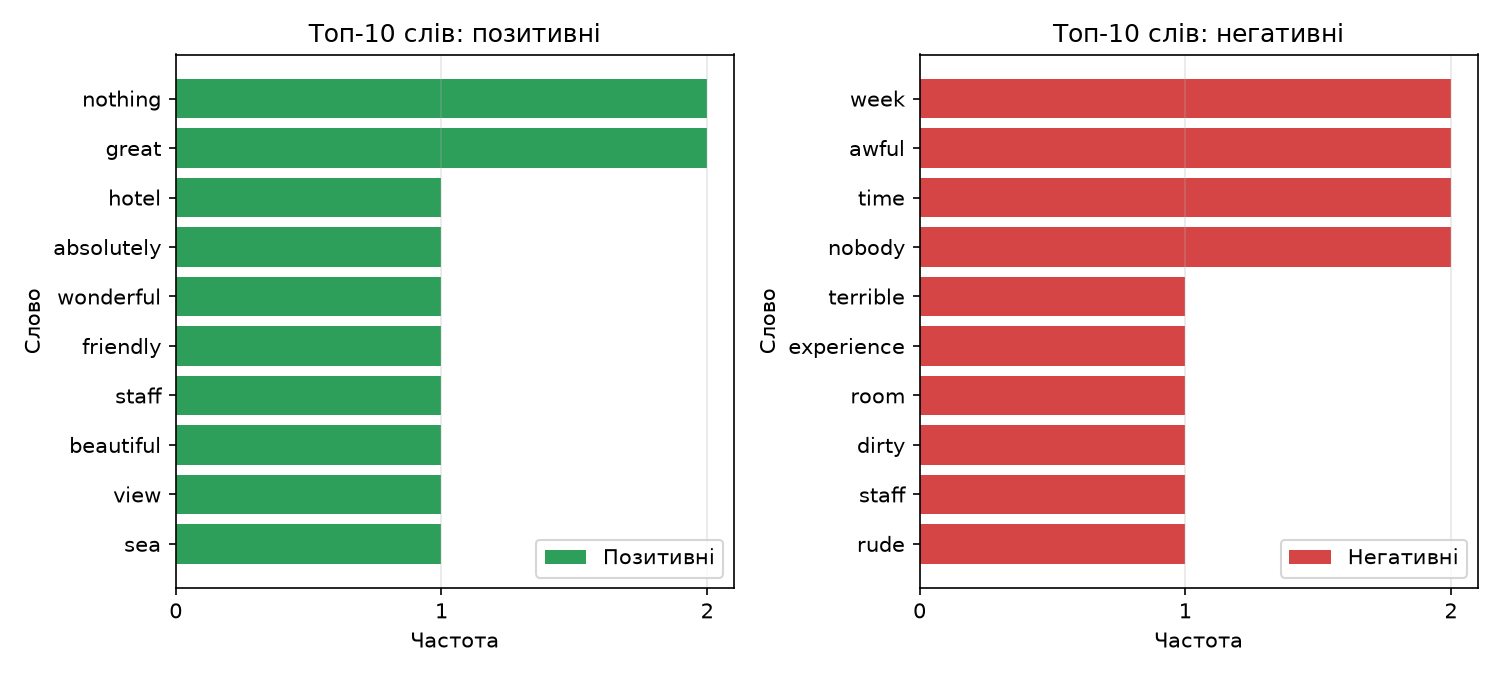 Топ-10 слів: позитивні
Слово
nothing
great
hotel
absolutely
wonderful
friendly
staff
beautiful
view
sea
Позитивні
0 1 2
Частота
Топ-10 слів: негативні
Слово
week
awful
time
nobody
terrible
experience
room
dirty
staff
rude
Негативні
0 1 2
Частота